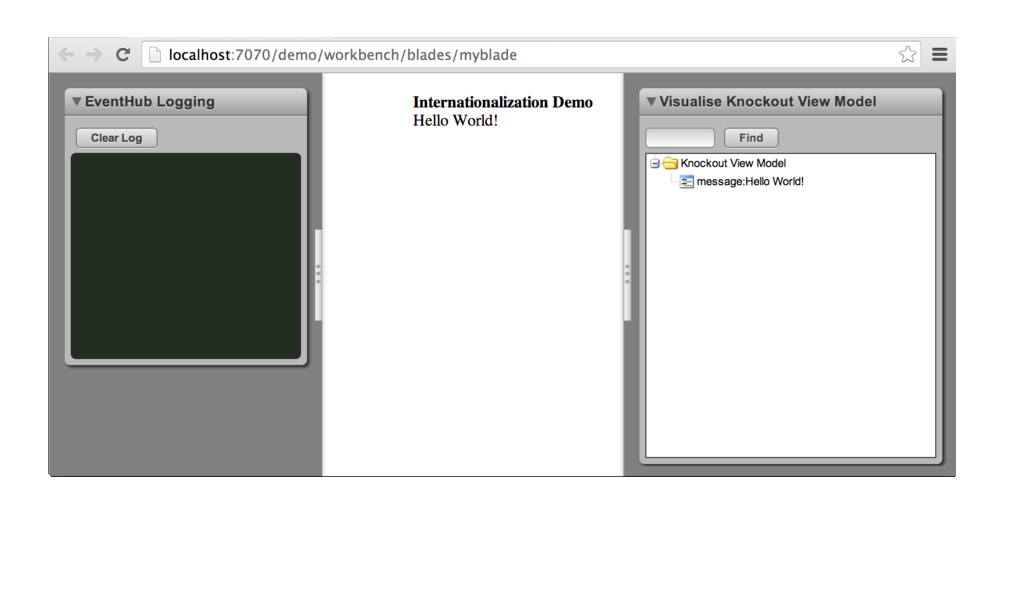 localhost:7070/demo/workbench/blades/myblade
EventHub Logging
Clear Log
Internationalization Demo
Hello World!
Visualise Knockout View Model
Find
Knockout View Model
message:Hello World!